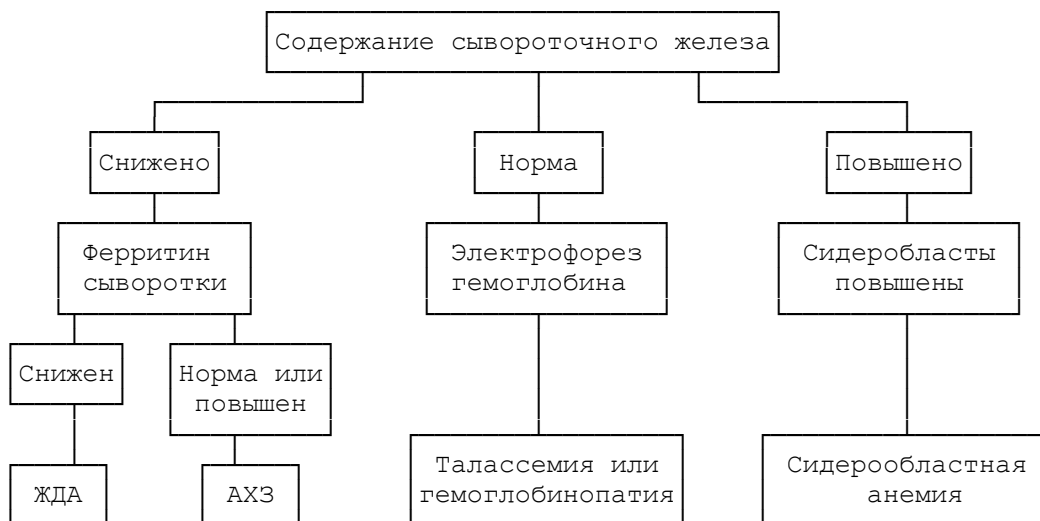 Содержание сывороточного железа
Снижено
Норма
Повышено
Ферритин
сыворотки
Электрофорез
гемоглобина
Сидеробласты
повышены
Снижен
Норма или
повышен
ЖДА
АХЗ
Талассемия или
гемоглобинопатия
Сидерообластная
анемия